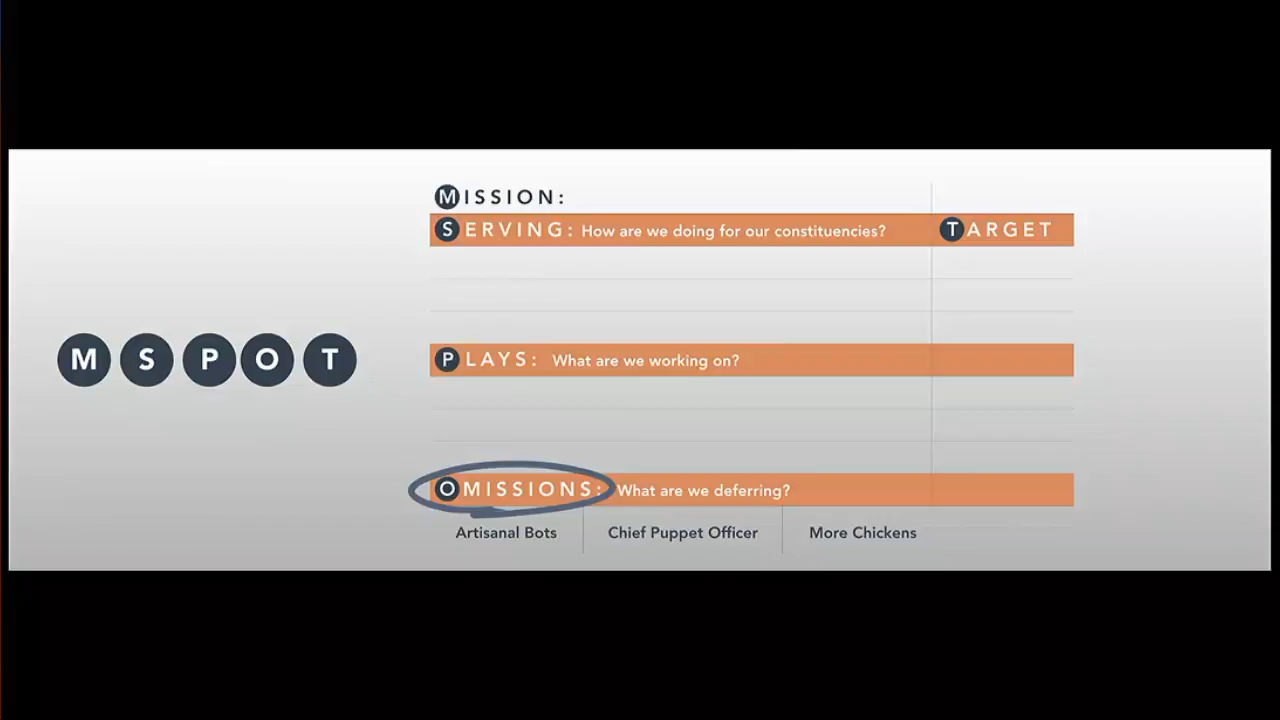 M S P O T
MISSION:
SERVING: How are we doing for our constituencies? TARGET
PLAYS: What are we working on?
OMISSIONS: What are we deferring?
Artisanal Bots Chief Puppet Officer More Chickens